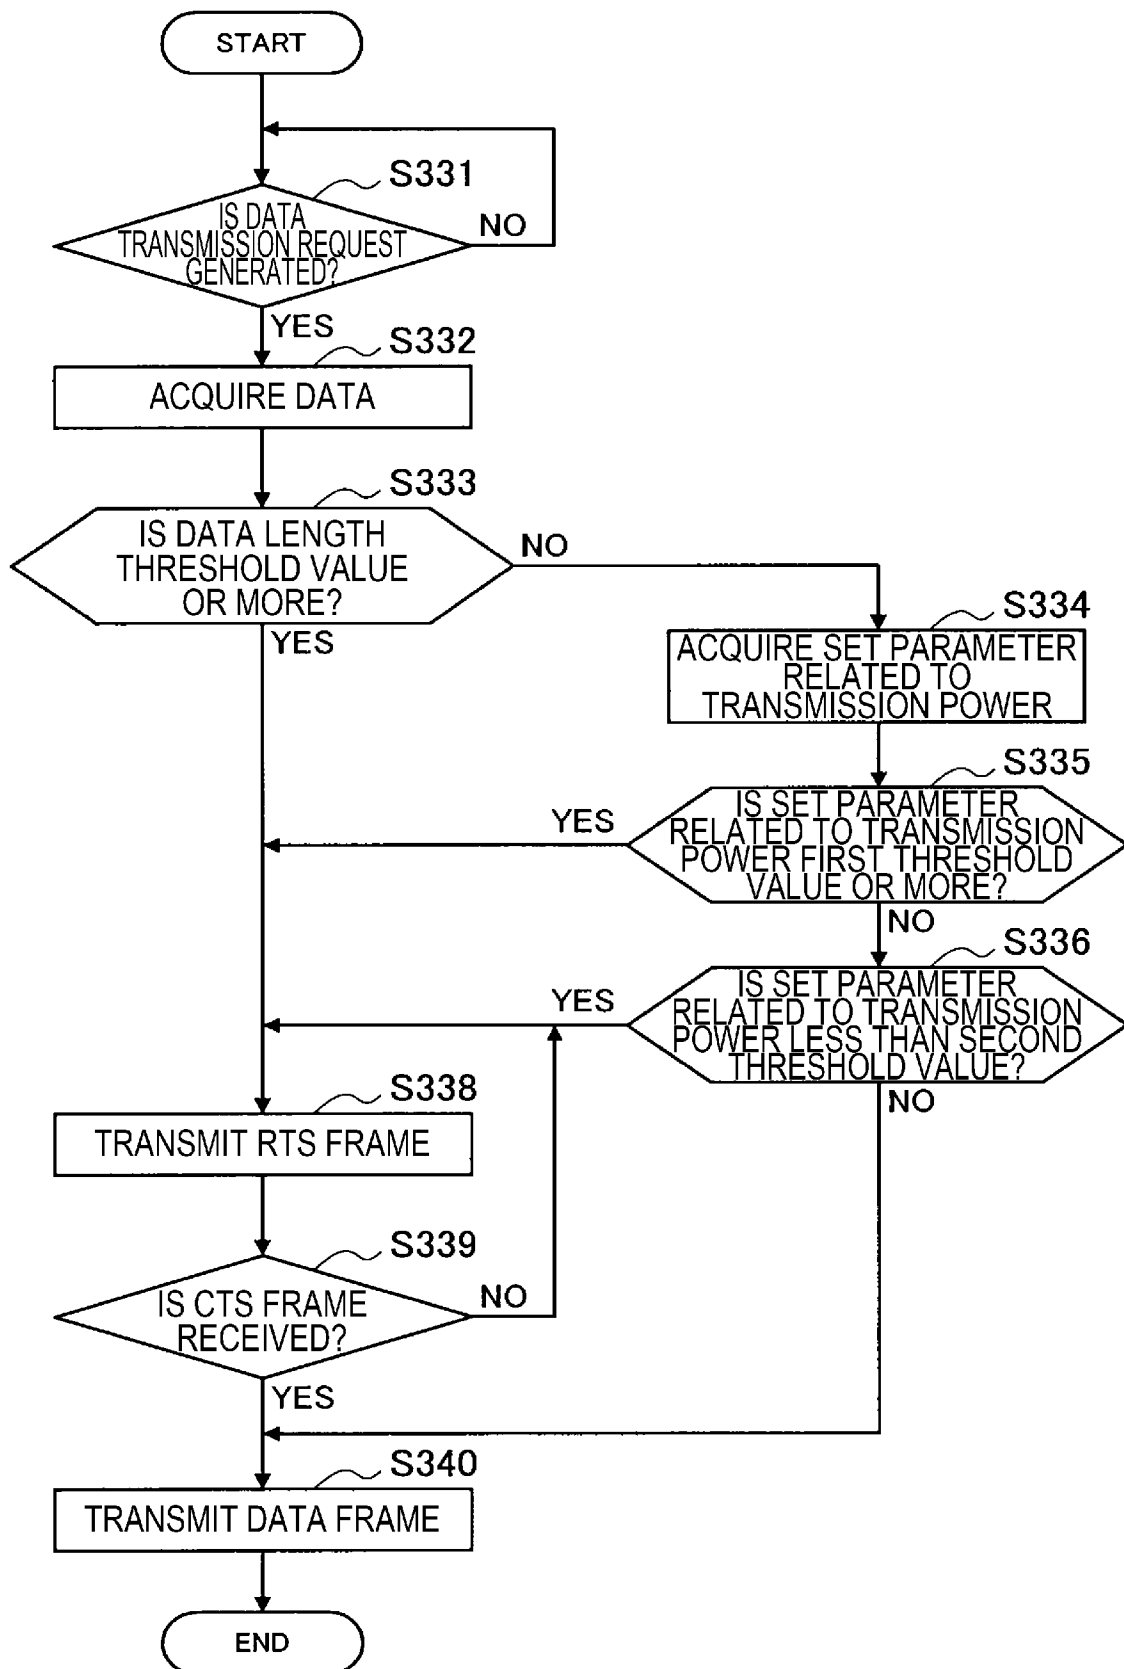 START
S331
IS DATA
TRANSMISSION REQUEST
GENERATED?
NO
YES
S332
ACQUIRE DATA
S333
IS DATA LENGTH
THRESHOLD VALUE
OR MORE?
NO
YES
S334
ACQUIRE SET PARAMETER
RELATED TO
TRANSMISSION POWER
S335
IS SET PARAMETER
RELATED TO TRANSMISSION
POWER FIRST THRESHOLD
VALUE OR MORE?
YES
NO
S336
IS SET PARAMETER
RELATED TO TRANSMISSION
POWER LESS THAN SECOND
THRESHOLD VALUE?
YES
NO
S338
TRANSMIT RTS FRAME
S339
IS CTS FRAME
RECEIVED?
NO
YES
S340
TRANSMIT DATA FRAME
END